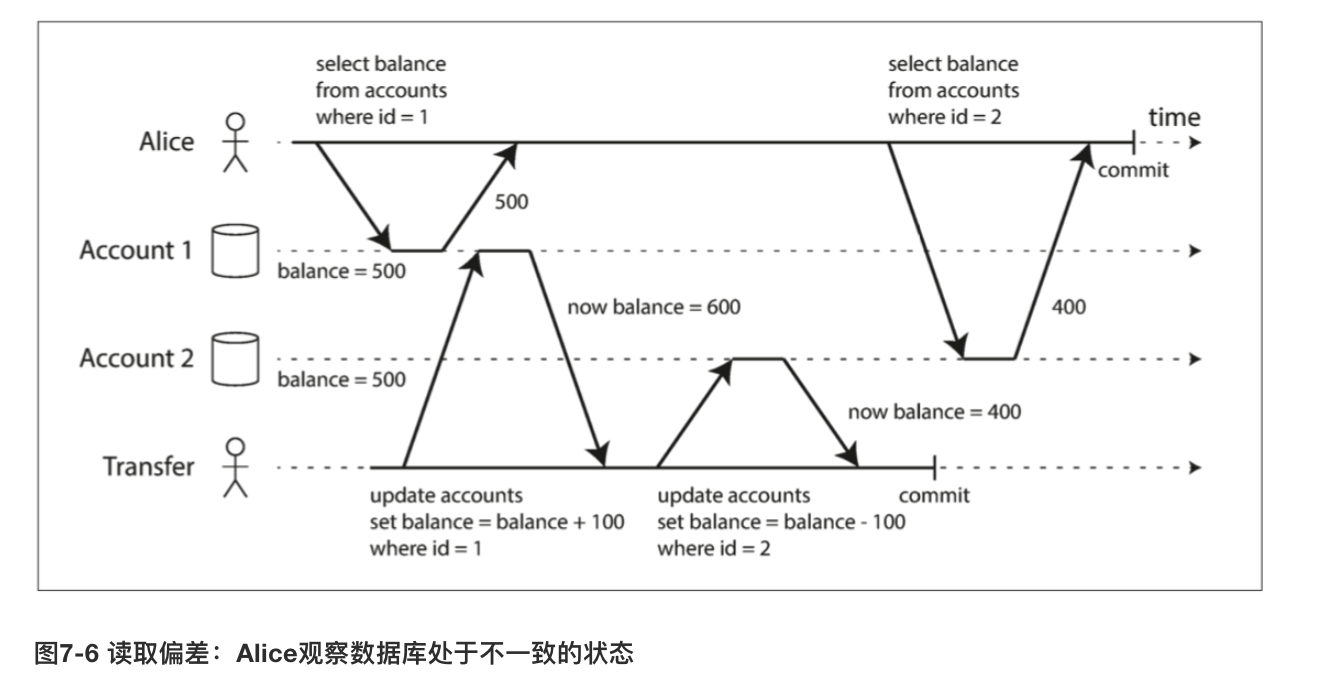 select balance
from accounts
where id = 1
select balance
from accounts
where id = 2
time
Alice
commit
500
Account 1
balance = 500
now balance = 600
400
Account 2
balance = 500
now balance = 400
Transfer
update accounts
set balance = balance + 100
where id = 1
update accounts
set balance = balance - 100
where id = 2
commit
图7-6 读取偏差：Alice观察数据库处于不一致的状态